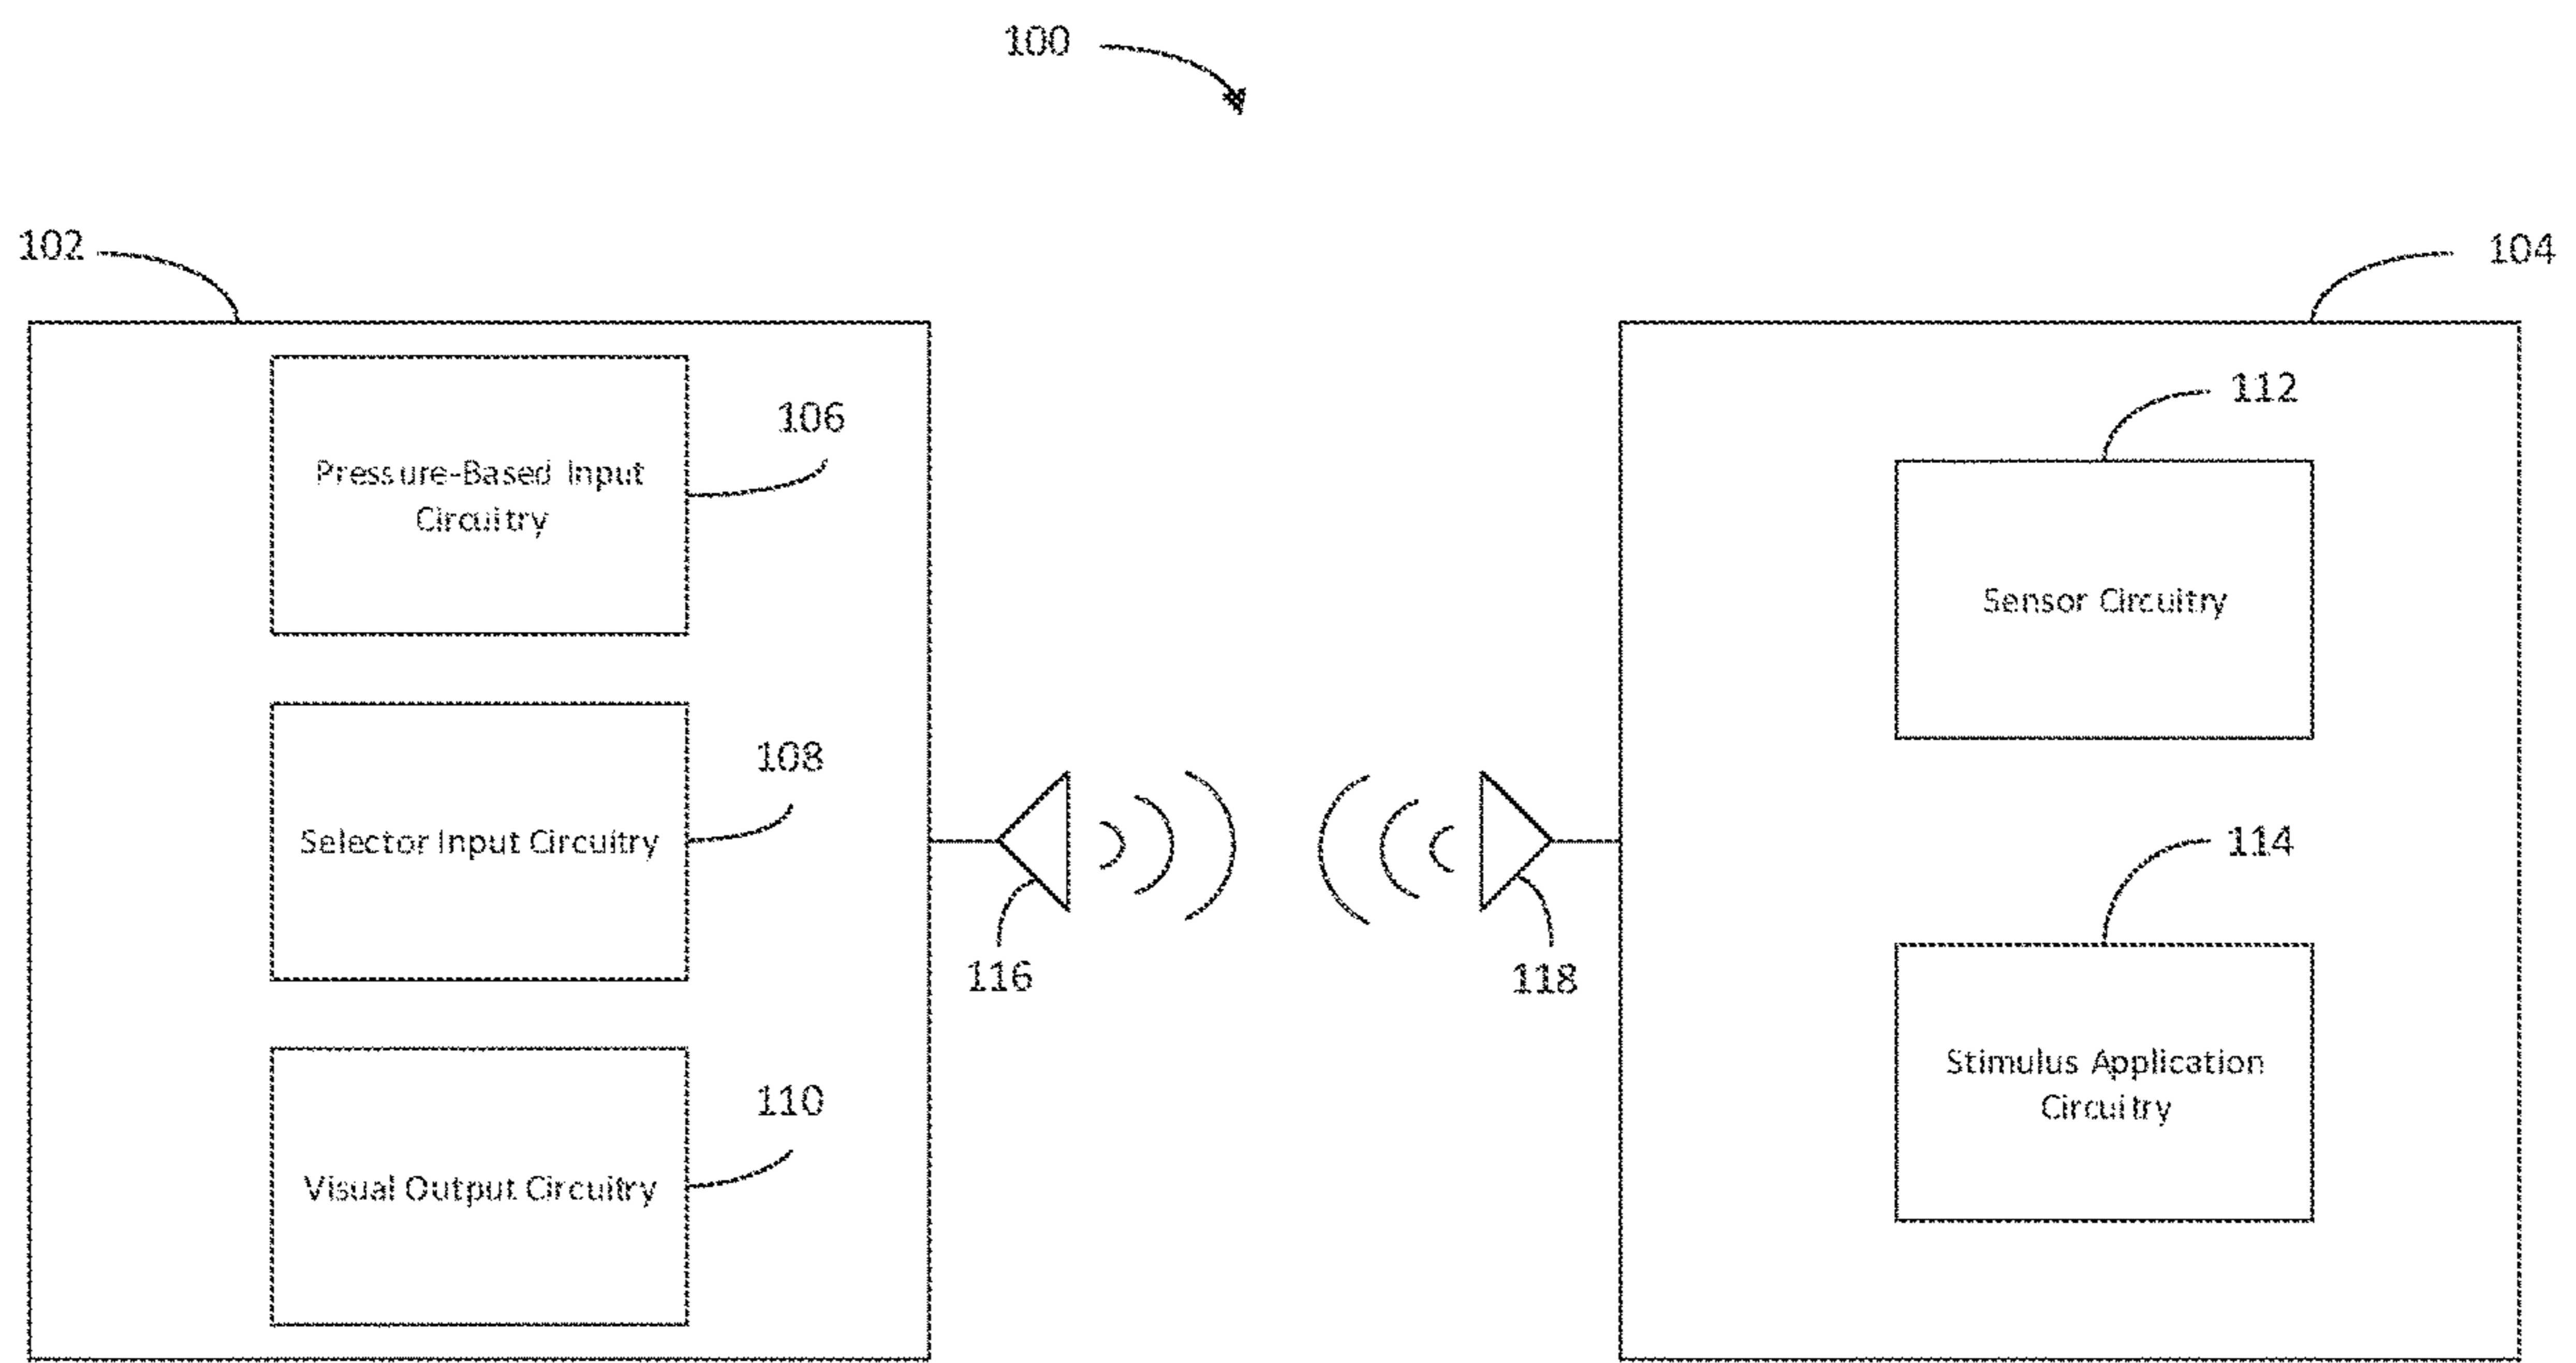 100
102
104
106
Pressure-Based Input
Circuitry
112
Sensor Circuitry
108
Selector Input Circuitry
116
118
114
Stimulus Application
Circuitry
110
Visual Output Circuitry